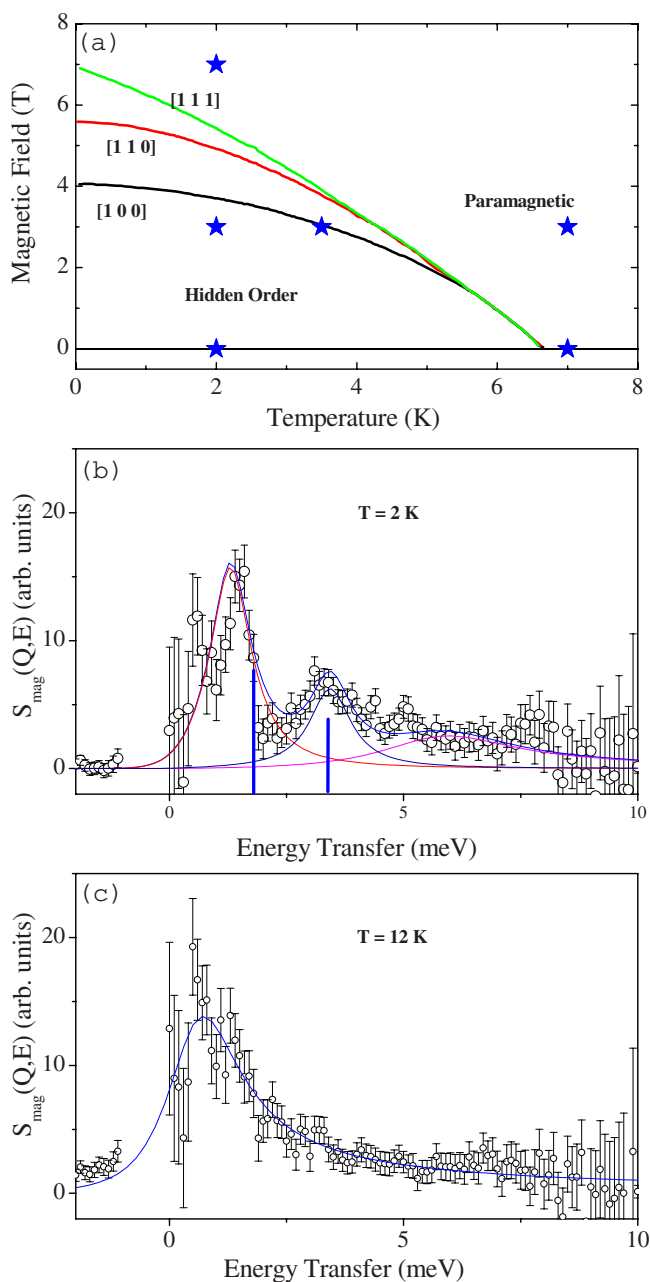 (a)
8
6
4
2
0
Magnetic Field (T)
[1 1 1]
[1 1 0]
[1 0 0]
Paramagnetic
Hidden Order
0 2 4 6 8
Temperature (K)
(b)
T = 2 K
20
10
0
S_mag(Q,E) (arb. units)
0 5 10
Energy Transfer (meV)
(c)
T = 12 K
20
10
0
S_mag(Q,E) (arb. units)
0 5 10
Energy Transfer (meV)